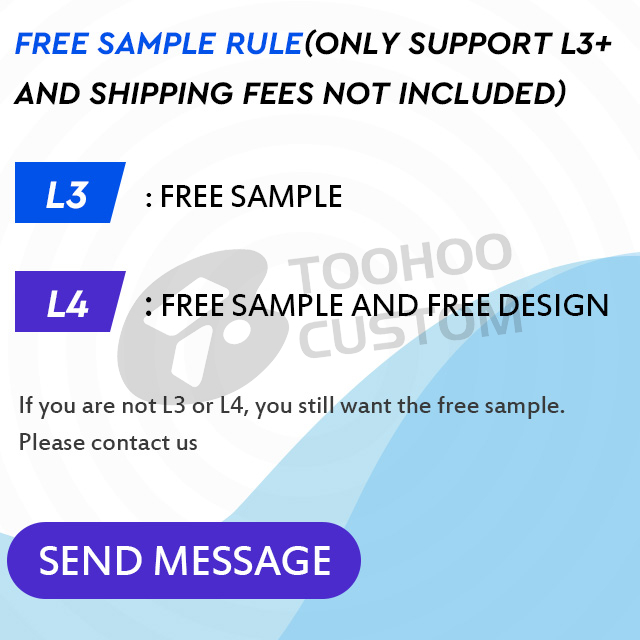 FREE SAMPLE RULE(ONLY SUPPORT L3+
AND SHIPPING FEES NOT INCLUDED)
L3 : FREE SAMPLE
TOOHOO
L4 : FREE SAMPLE AND FREE DESIGN
CUSTOM
If you are not L3 or L4, you still want the free sample.
Please contact us
SEND MESSAGE